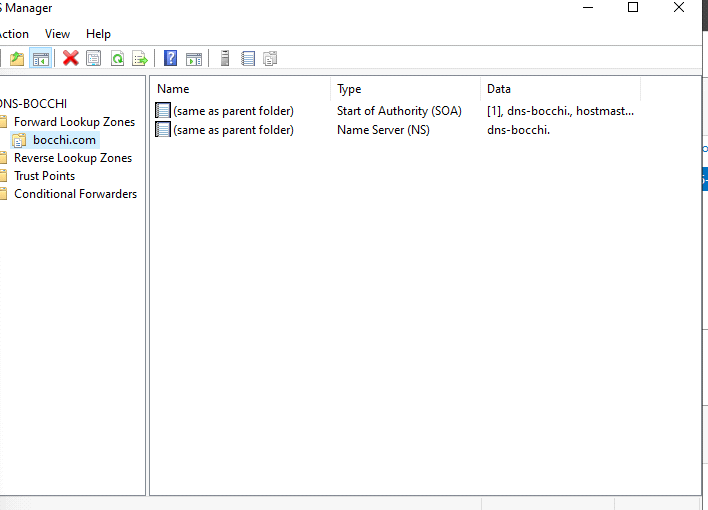 S Manager
Action View Help
DNS-BOCCHI
Forward Lookup Zones
bocchi.com
Reverse Lookup Zones
Trust Points
Conditional Forwarders
Name Type Data
(same as parent folder) Start of Authority (SOA) [1], dns-bocchi., hostmast...
(same as parent folder) Name Server (NS) dns-bocchi.